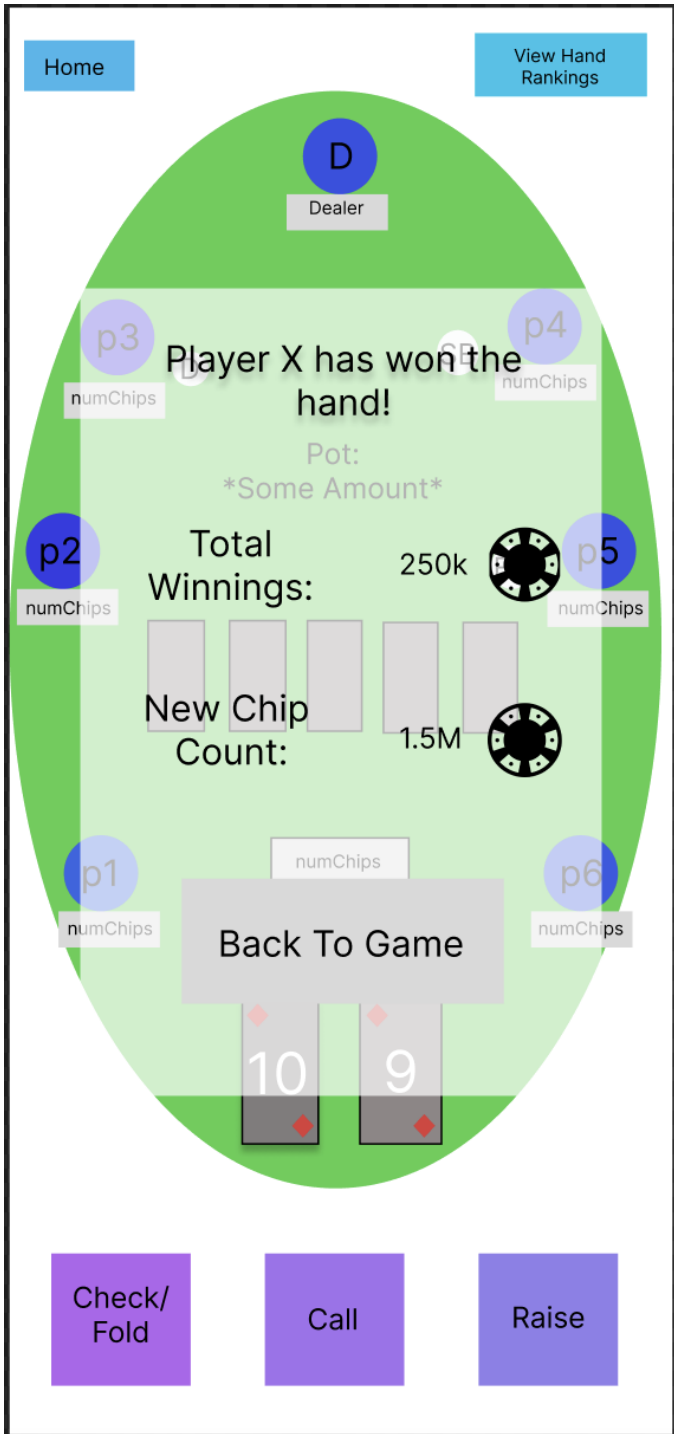 Home
View Hand
Rankings
D
Dealer
p3
numChips
D
SB
p4
numChips
Player X has won the
hand!
Pot:
*Some Amount*
p2
numChips
Total
Winnings:
250k
p5
numChips
New Chip
Count:
1.5M
p1
numChips
numChips
p6
numChips
Back To Game
10
9
Check/
Fold
Call
Raise